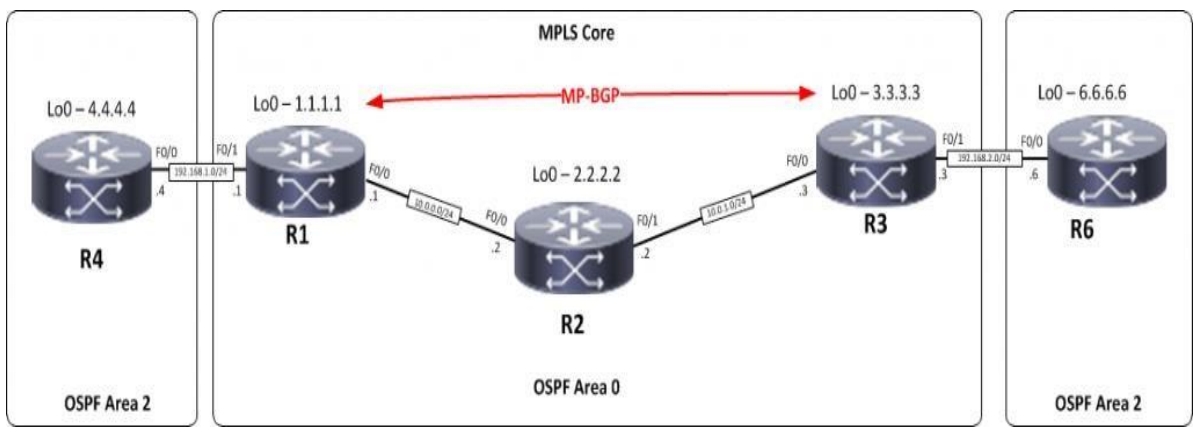 MPLS Core
MP-BGP
Lo0 – 4.4.4.4
Lo0 – 1.1.1.1
Lo0 – 3.3.3.3
Lo0 – 6.6.6.6
F0/0
192.168.1.0/24
F0/1
.4
.1
F0/0
.1
10.0.0.0/24
Lo0 – 2.2.2.2
F0/0
.2
F0/1
.2
10.0.1.0/24
F0/0
.3
F0/1
192.168.2.0/24
F0/0
.3
.6
R4
R1
R2
R3
R6
OSPF Area 2
OSPF Area 0
OSPF Area 2